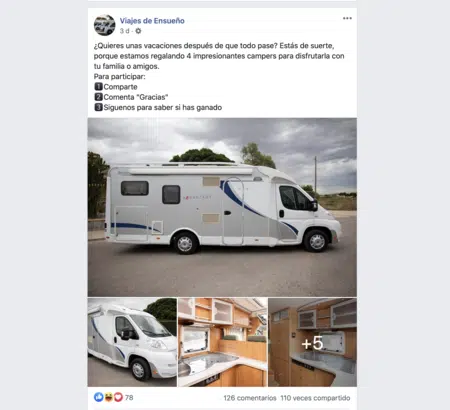 Viajes de Ensueño
3 d ·
¿Quieres unas vacaciones después de que todo pase? Estás de suerte,
porque estamos regalando 4 impresionantes campers para disfrutarla con
tu familia o amigos.
Para participar:
1 Comparte
2 Comenta "Gracias"
3 Siguenos para saber si has ganado
+5
78
126 comentarios 110 veces compartido